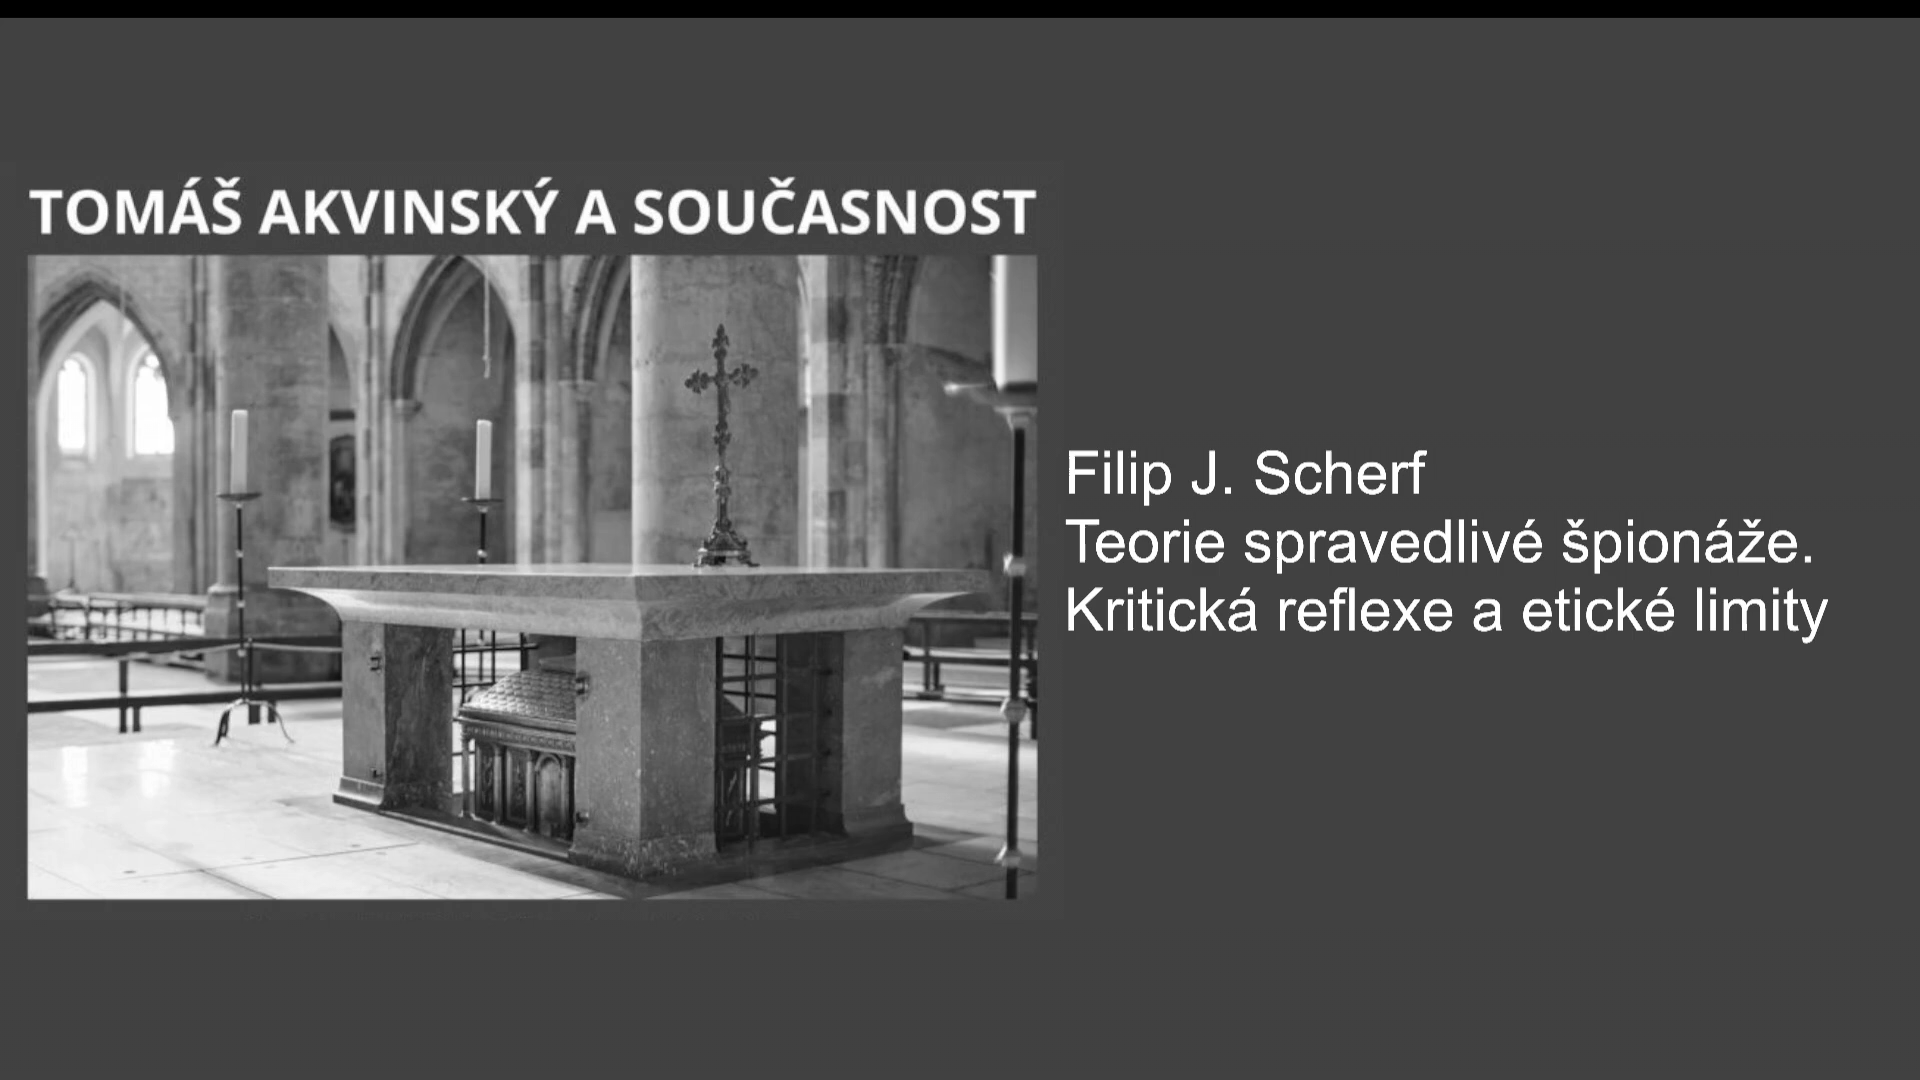 TOMÁŠ AKVINSKÝ A SOUČASNOST
Filip J. Scherf
Teorie spravedlivé špionáže.
Kritická reflexe a etické limity